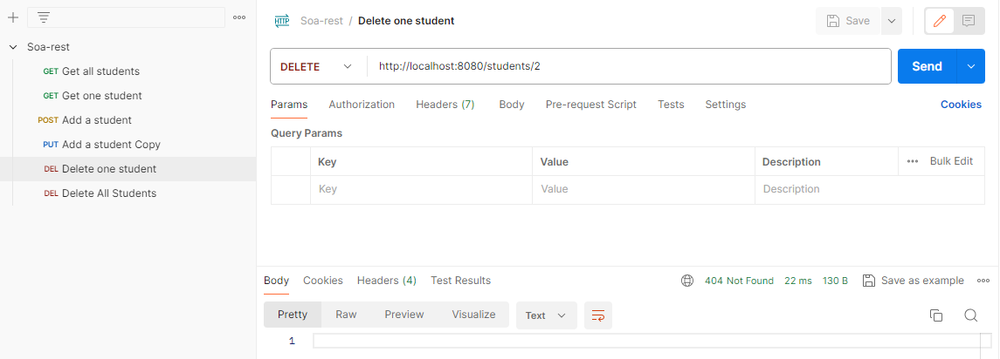 Soa-rest
GET Get all students
GET Get one student
POST Add a student
PUT Add a student Copy
DEL Delete one student
DEL Delete All Students
HTTP Soa-rest / Delete one student
Save
DELETE http://localhost:8080/students/2 Send
Params Authorization Headers (7) Body Pre-request Script Tests Settings Cookies
Query Params
Key Value Description Bulk Edit
Key Value Description
Body Cookies Headers (4) Test Results 404 Not Found 22 ms 130 B Save as example
Pretty Raw Preview Visualize Text
1